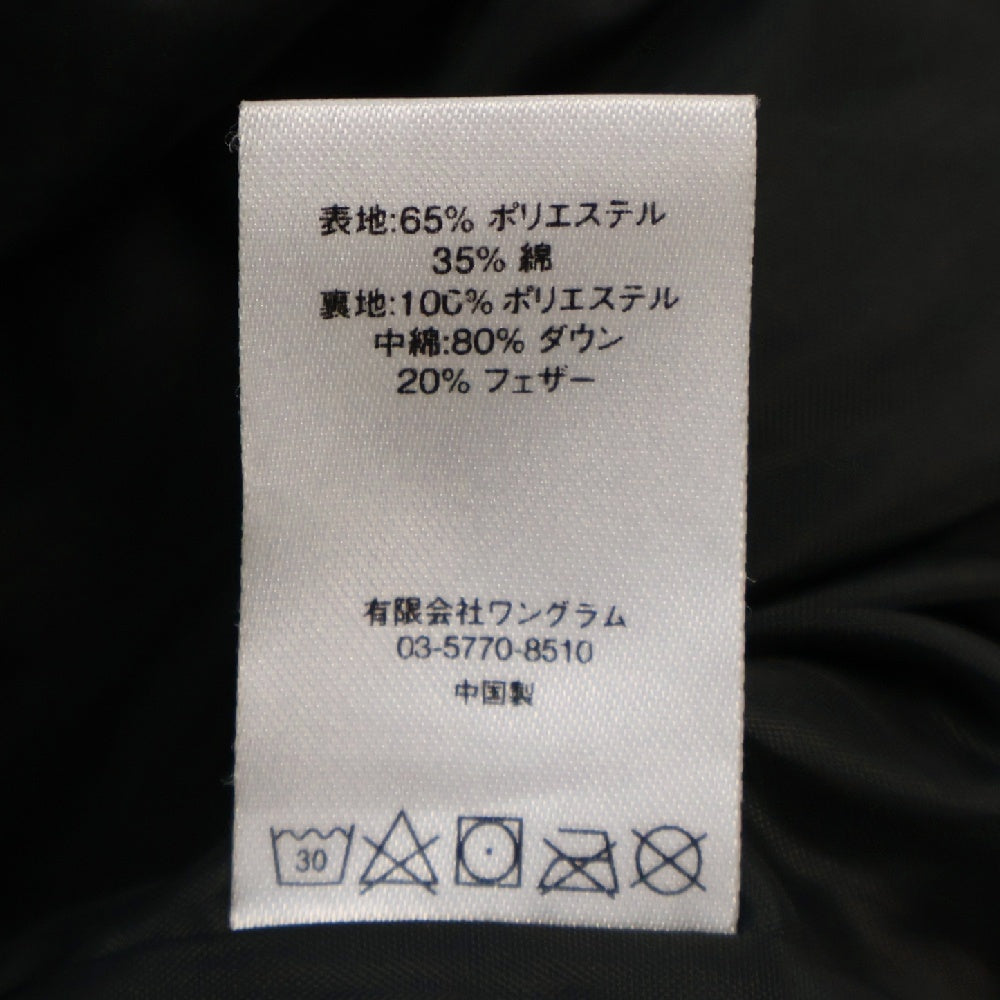 表地:65% ポリエステル
35% 綿
裏地:100% ポリエステル
中綿:80% ダウン
20% フェザー
有限会社ワングラム
03-5770-8510
中国製
30